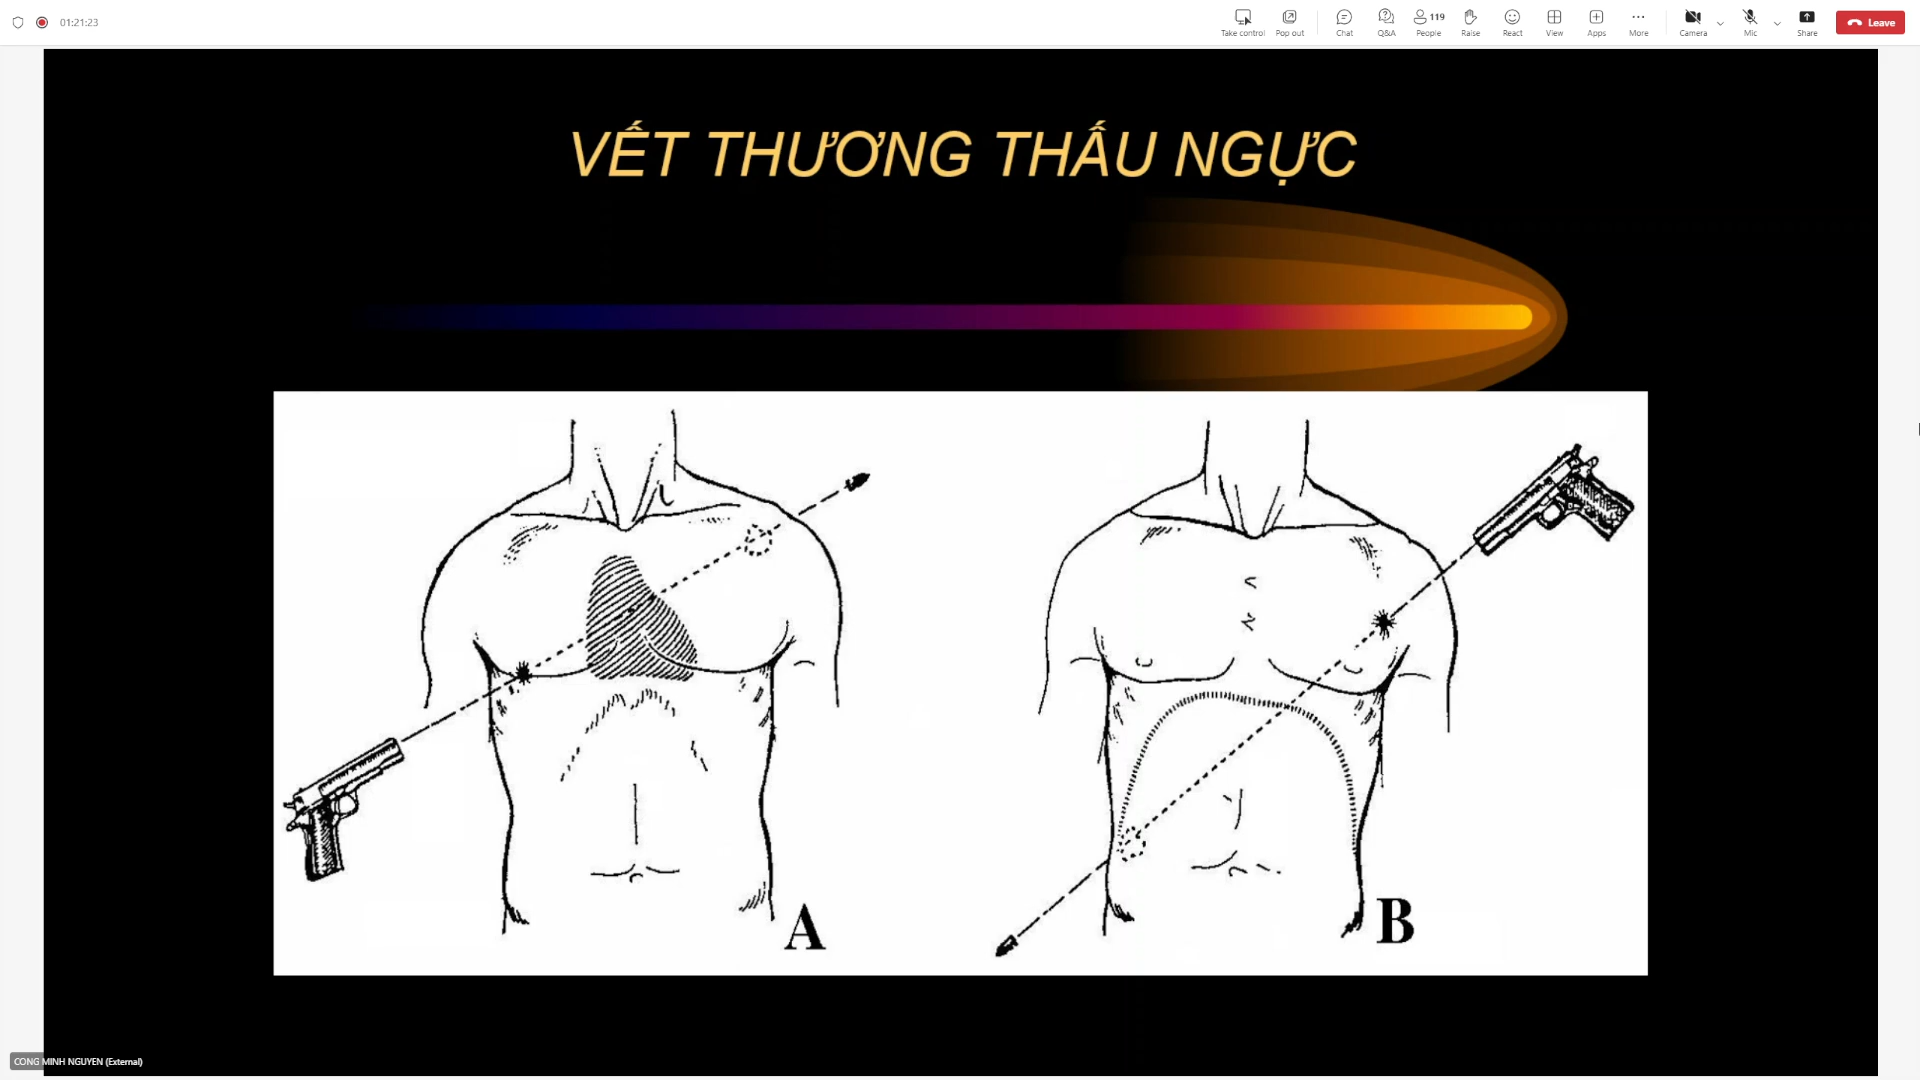 01:21:23
Take control
Pop out
Chat
Q&A
119
People
Raise
React
View
Apps
More
Camera
Mic
Share
Leave
VẾT THƯƠNG THẤU NGỰC
A
B
CONG MINH NGUYEN (External)